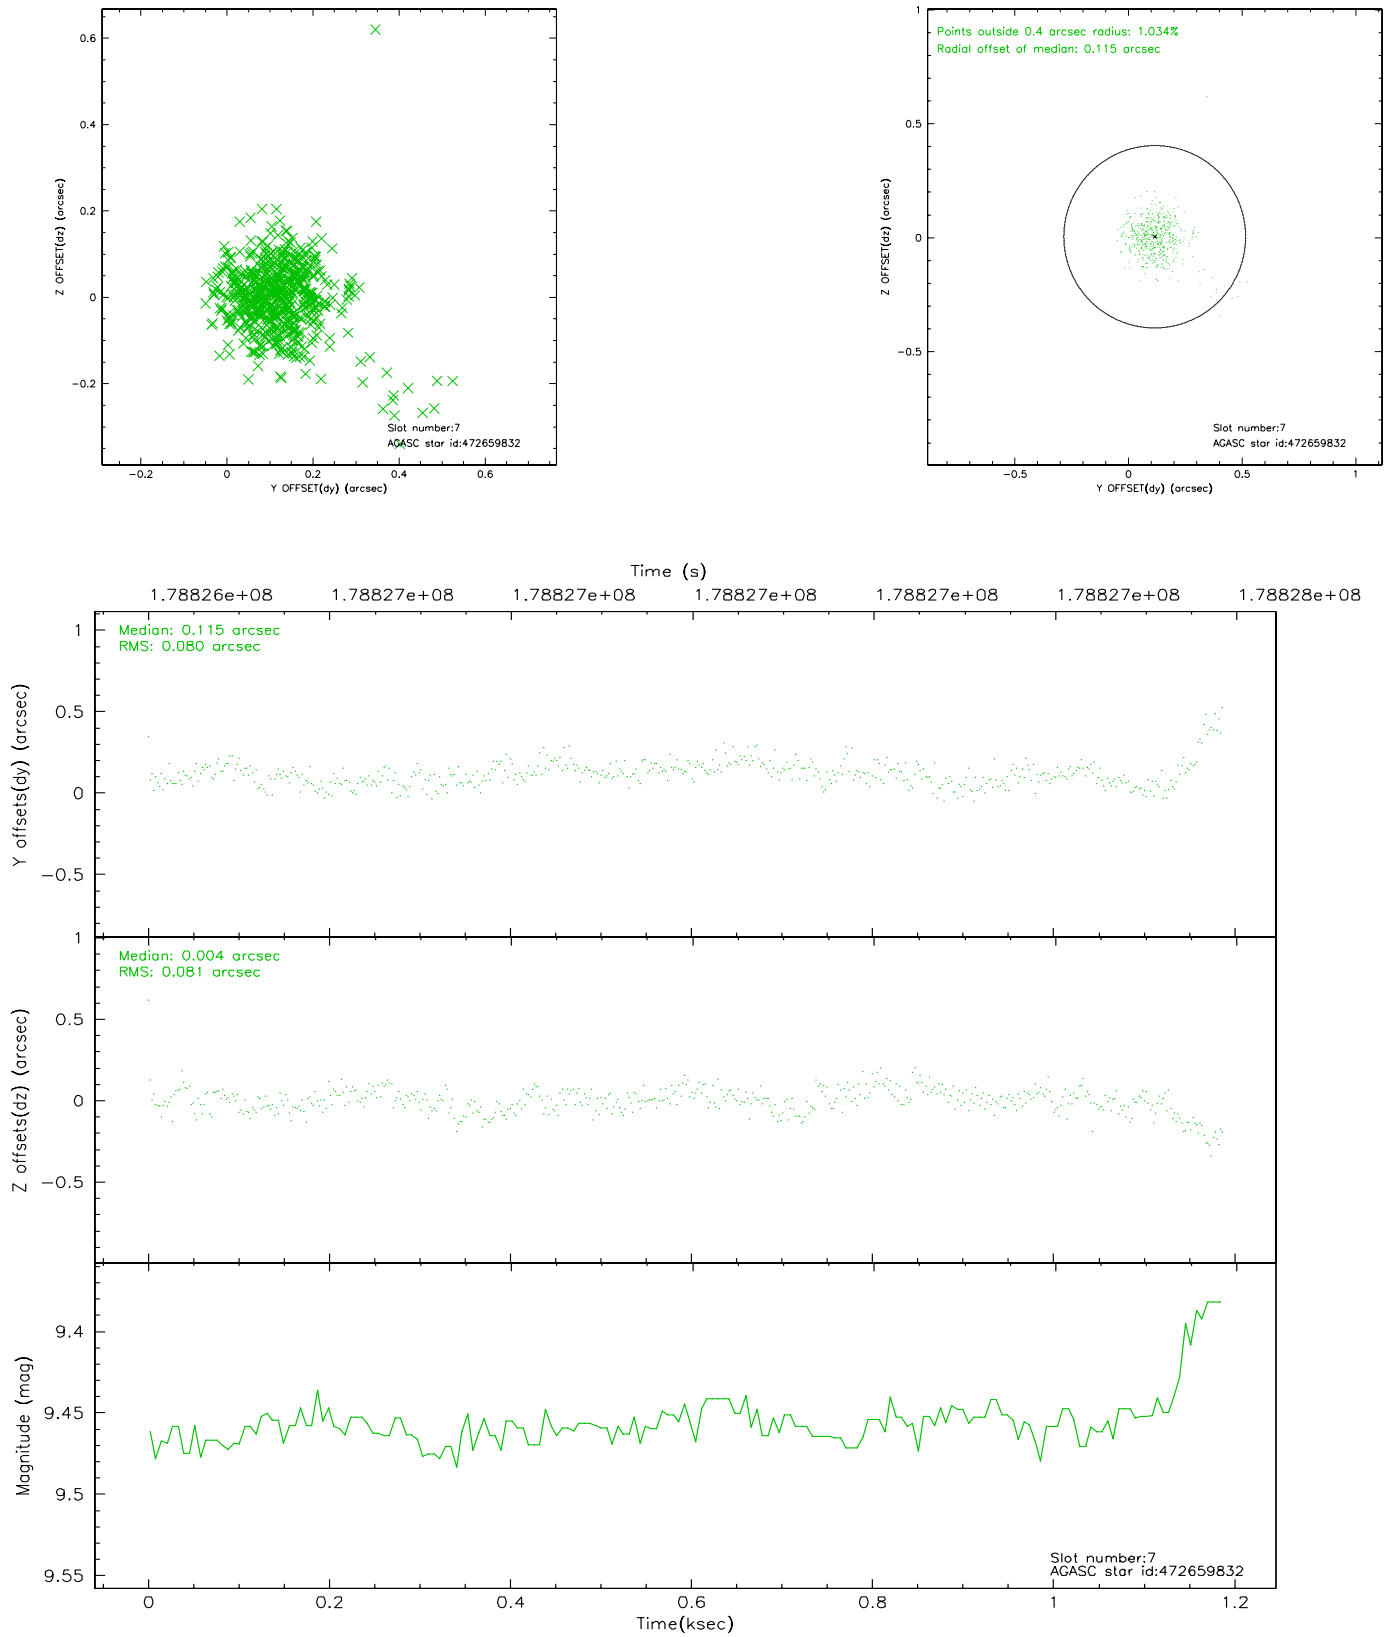 0.6
0.4
0.2
0
−0.2
Z OFFSET(dz) (arcsec)
Slot number:7
AGASC star id:472659832
−0.2 0 0.2 0.4 0.6
Y OFFSET(dy) (arcsec)
1
0.5
0
−0.5
Z OFFSET(dz) (arcsec)
Points outside 0.4 arcsec radius: 1.034%
Radial offset of median: 0.115 arcsec
Slot number:7
AGASC star id:472659832
−0.5 0 0.5 1
Y OFFSET(dy) (arcsec)
Time (s)
1.78826e+08 1.78827e+08 1.78827e+08 1.78827e+08 1.78827e+08 1.78827e+08 1.78828e+08
Median: 0.115 arcsec
RMS: 0.080 arcsec
1
0.5
0
−0.5
Y offsets(dy) (arcsec)
Median: 0.004 arcsec
RMS: 0.081 arcsec
1
0.5
0
−0.5
Z offsets(dz) (arcsec)
9.4
9.45
9.5
9.55
Magnitude (mag)
Slot number:7
AGASC star id:472659832
0 0.2 0.4 0.6 0.8 1 1.2
Time(ksec)